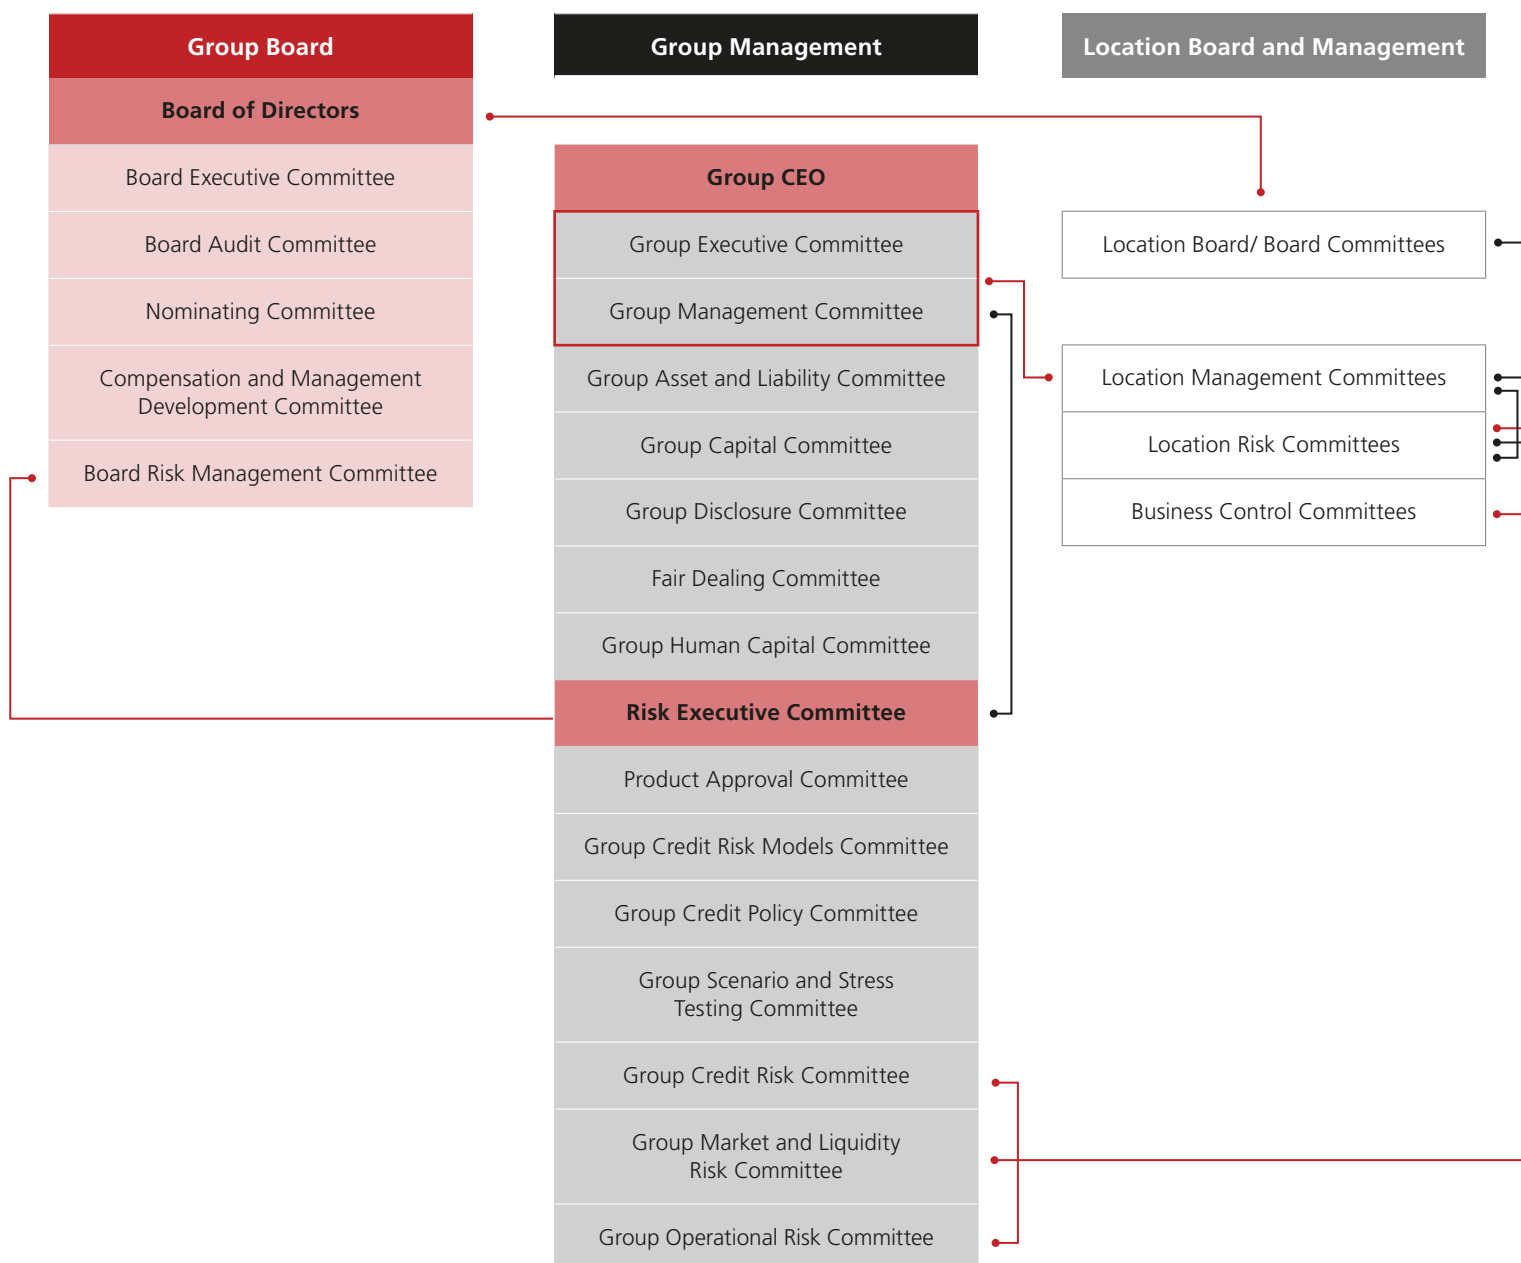 Group Board
Board of Directors
Board Executive Committee
Board Audit Committee
Nominating Committee
Compensation and Management
Development Committee
Board Risk Management Committee
Group Management
Group CEO
Group Executive Committee
Group Management Committee
Group Asset and Liability Committee
Group Capital Committee
Group Disclosure Committee
Fair Dealing Committee
Group Human Capital Committee
Risk Executive Committee
Product Approval Committee
Group Credit Risk Models Committee
Group Credit Policy Committee
Group Scenario and Stress
Testing Committee
Group Credit Risk Committee
Group Market and Liquidity
Risk Committee
Group Operational Risk Committee
Location Board and Management
Location Board/ Board Committees
Location Management Committees
Location Risk Committees
Business Control Committees